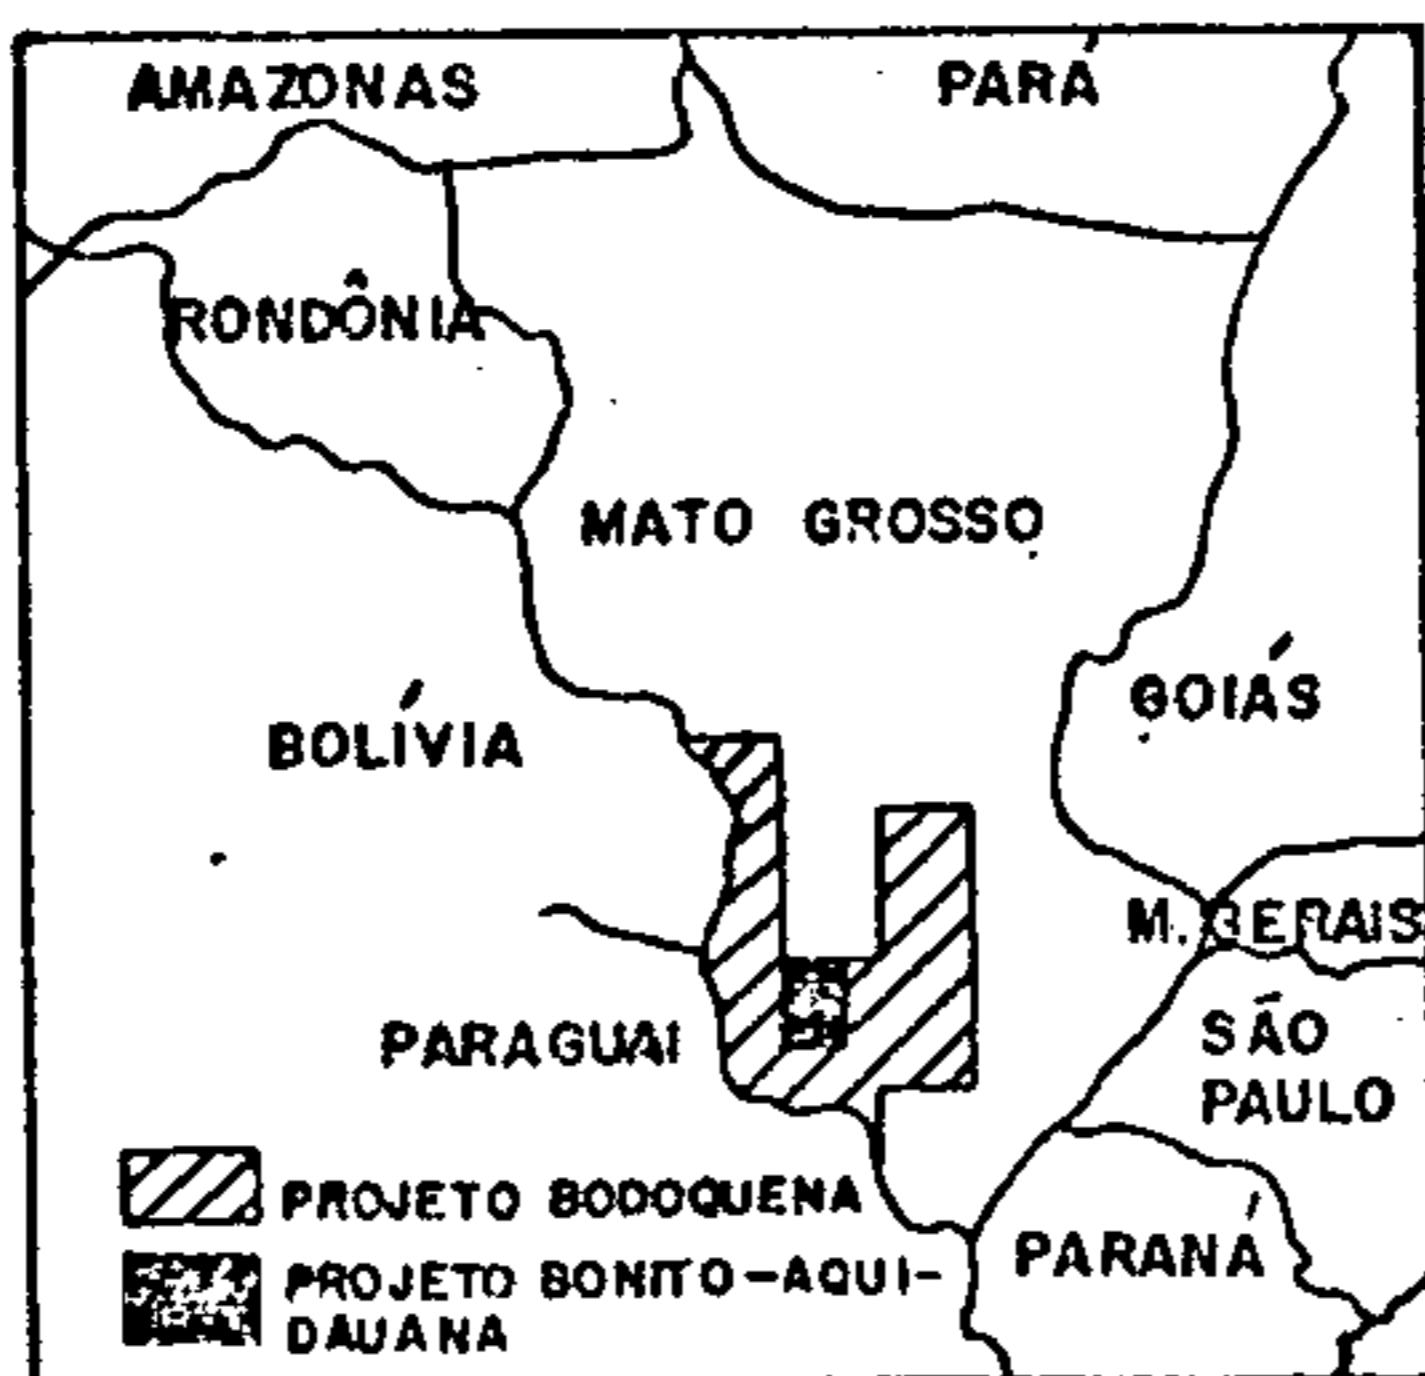 AMAZONAS
PARÁ
RONDÔNIA
MATO GROSSO
GOIÁS
BOLÍVIA
M. GERAIS
PARAGUAI
SÃO
PAULO
PROJETO BODOQUENA
PARANÁ
PROJETO BONITO-AQUI-
DAUANA